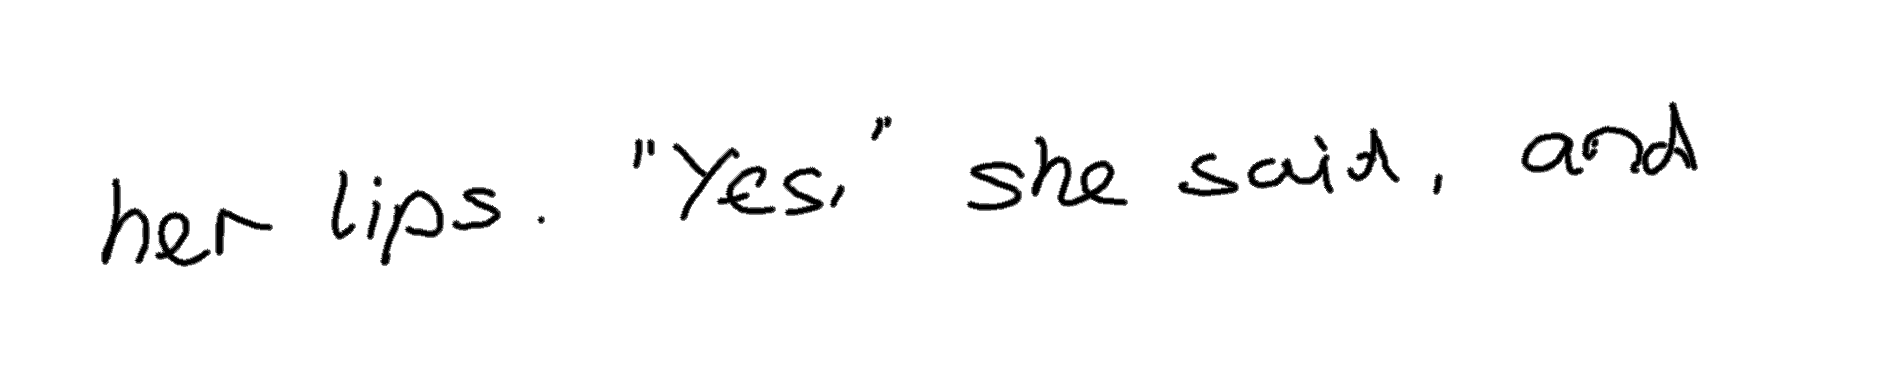 her lips. "Yes," she said, and